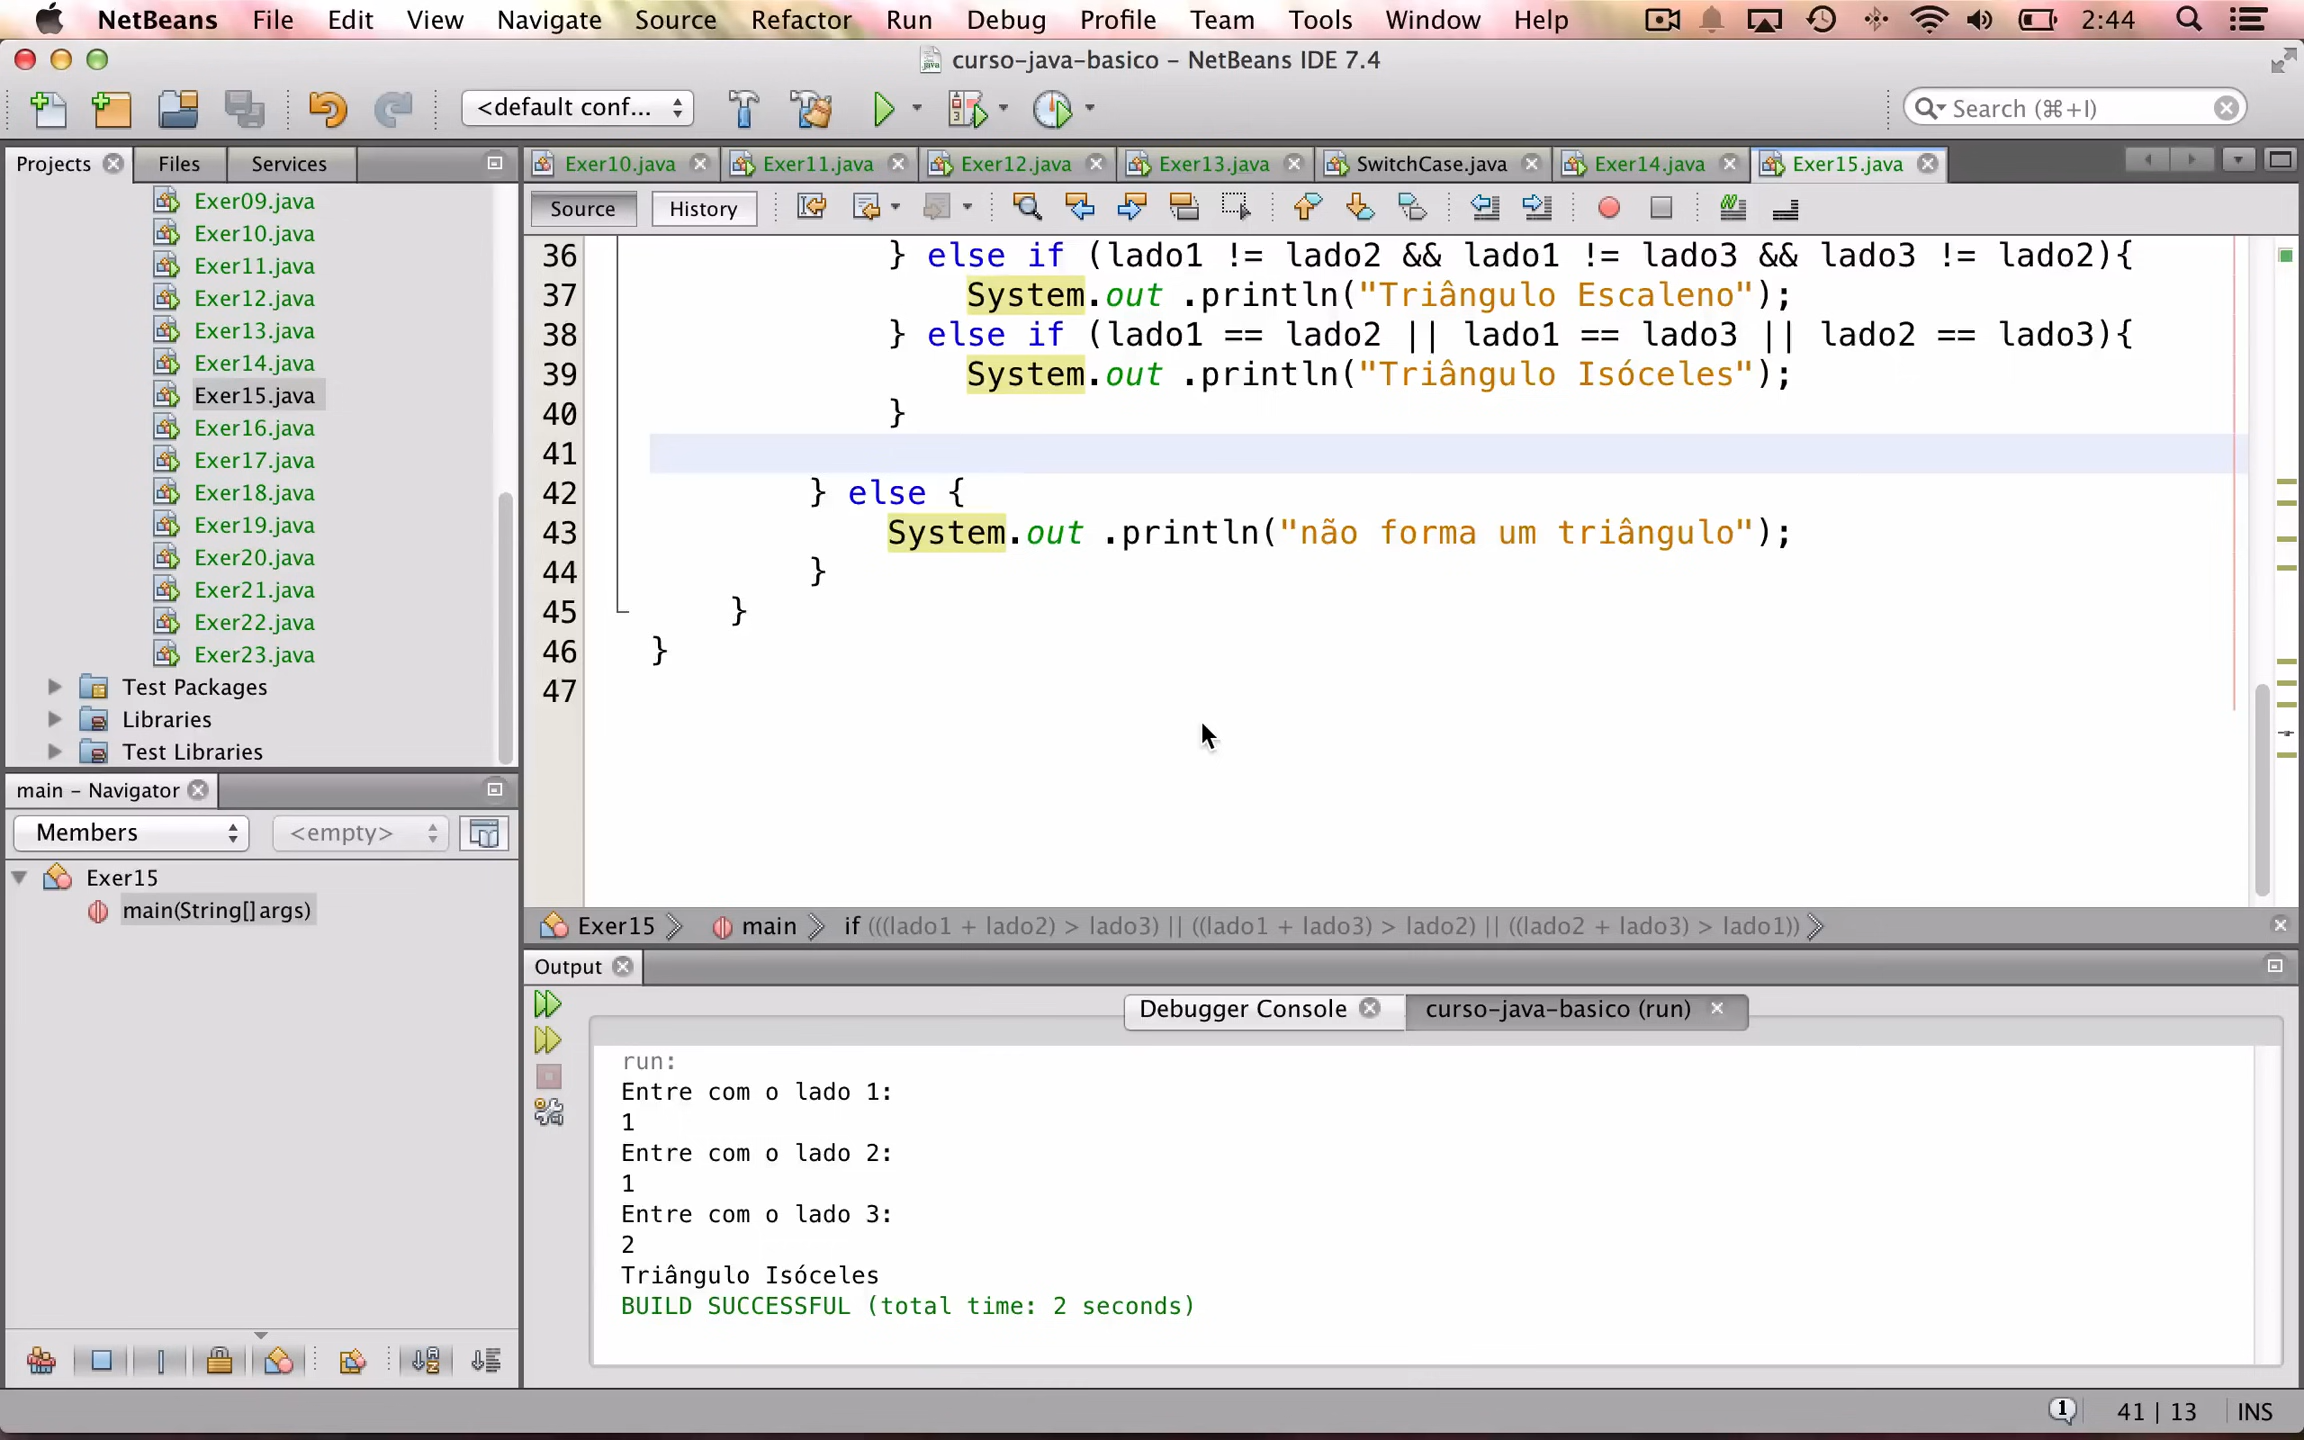 NetBeans File Edit View Navigate Source Refactor Run Debug Profile Team Tools Window Help 2:44
curso-java-basico – NetBeans IDE 7.4
<default conf... Search (⌘+I)
Projects Files Services
Exer10.java Exer11.java Exer12.java Exer13.java SwitchCase.java Exer14.java Exer15.java
Source History
Exer09.java
Exer10.java
Exer11.java
Exer12.java
Exer13.java
Exer14.java
Exer15.java
Exer16.java
Exer17.java
Exer18.java
Exer19.java
Exer20.java
Exer21.java
Exer22.java
Exer23.java
Test Packages
Libraries
Test Libraries
36 } else if (lado1 != lado2 && lado1 != lado3 && lado3 != lado2){
37 System.out .println("Triângulo Escaleno");
38 } else if (lado1 == lado2 || lado1 == lado3 || lado2 == lado3){
39 System.out .println("Triângulo Isóceles");
40 }
41
42 } else {
43 System.out .println("não forma um triângulo");
44 }
45 }
46 }
47
main – Navigator
Members <empty>
Exer15
main(String[] args)
Exer15 main if (((lado1 + lado2) > lado3) || ((lado1 + lado3) > lado2) || ((lado2 + lado3) > lado1))
Output
Debugger Console curso-java-basico (run)
run:
Entre com o lado 1:
1
Entre com o lado 2:
1
Entre com o lado 3:
2
Triângulo Isóceles
BUILD SUCCESSFUL (total time: 2 seconds)
1 41 | 13 INS